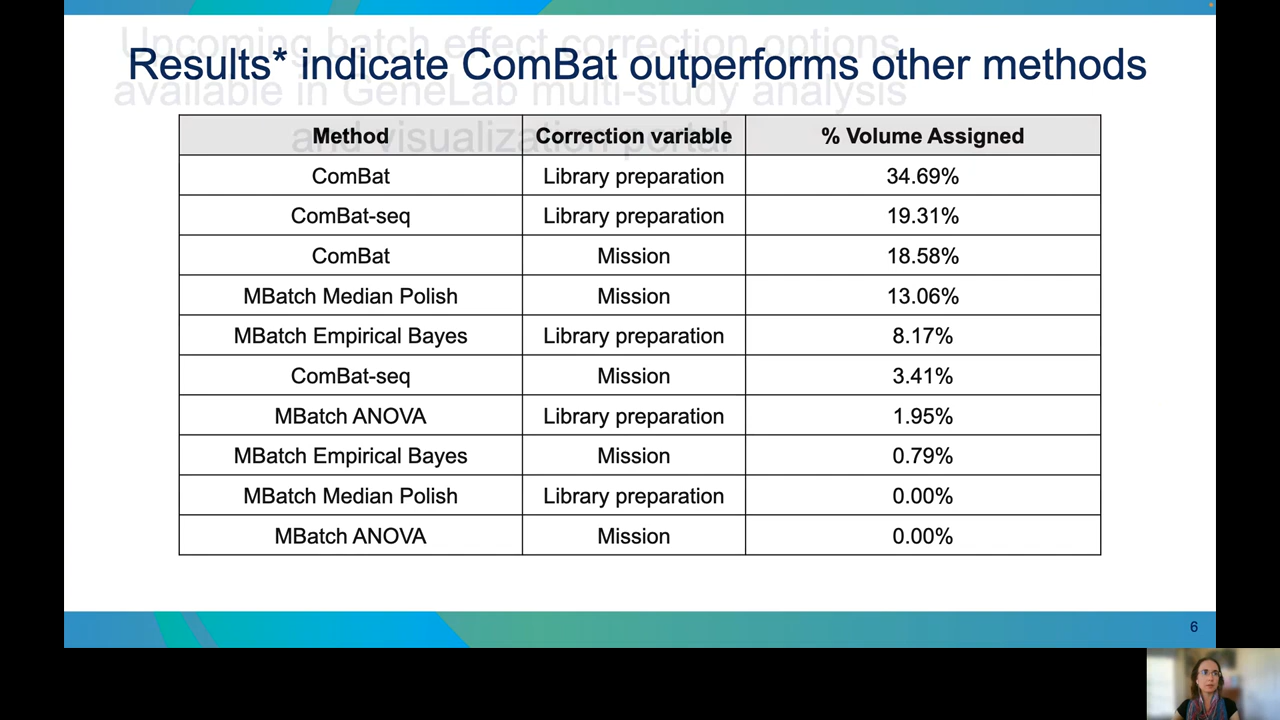 Upcoming batch effect correction options
Results* indicate ComBat outperforms other methods
available in GeneLab multi-study analysis
and visualization portal
Method Correction variable % Volume Assigned
ComBat Library preparation 34.69%
ComBat-seq Library preparation 19.31%
ComBat Mission 18.58%
MBatch Median Polish Mission 13.06%
MBatch Empirical Bayes Library preparation 8.17%
ComBat-seq Mission 3.41%
MBatch ANOVA Library preparation 1.95%
MBatch Empirical Bayes Mission 0.79%
MBatch Median Polish Library preparation 0.00%
MBatch ANOVA Mission 0.00%
6